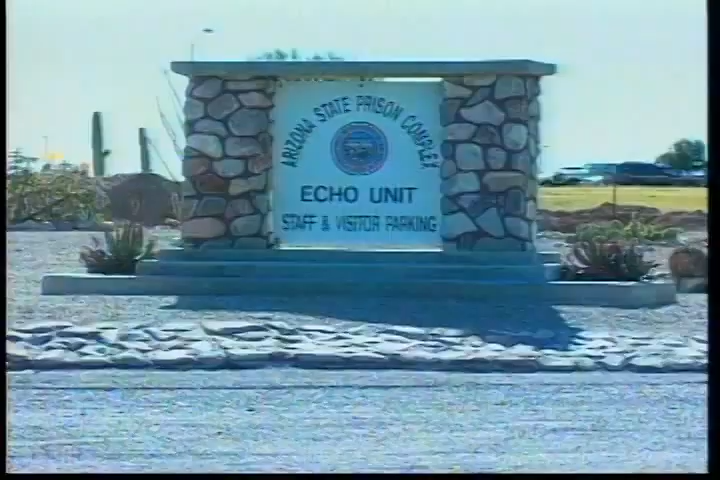 ARIZONA STATE PRISON COMPLEX
ECHO UNIT
STAFF & VISITOR PARKING